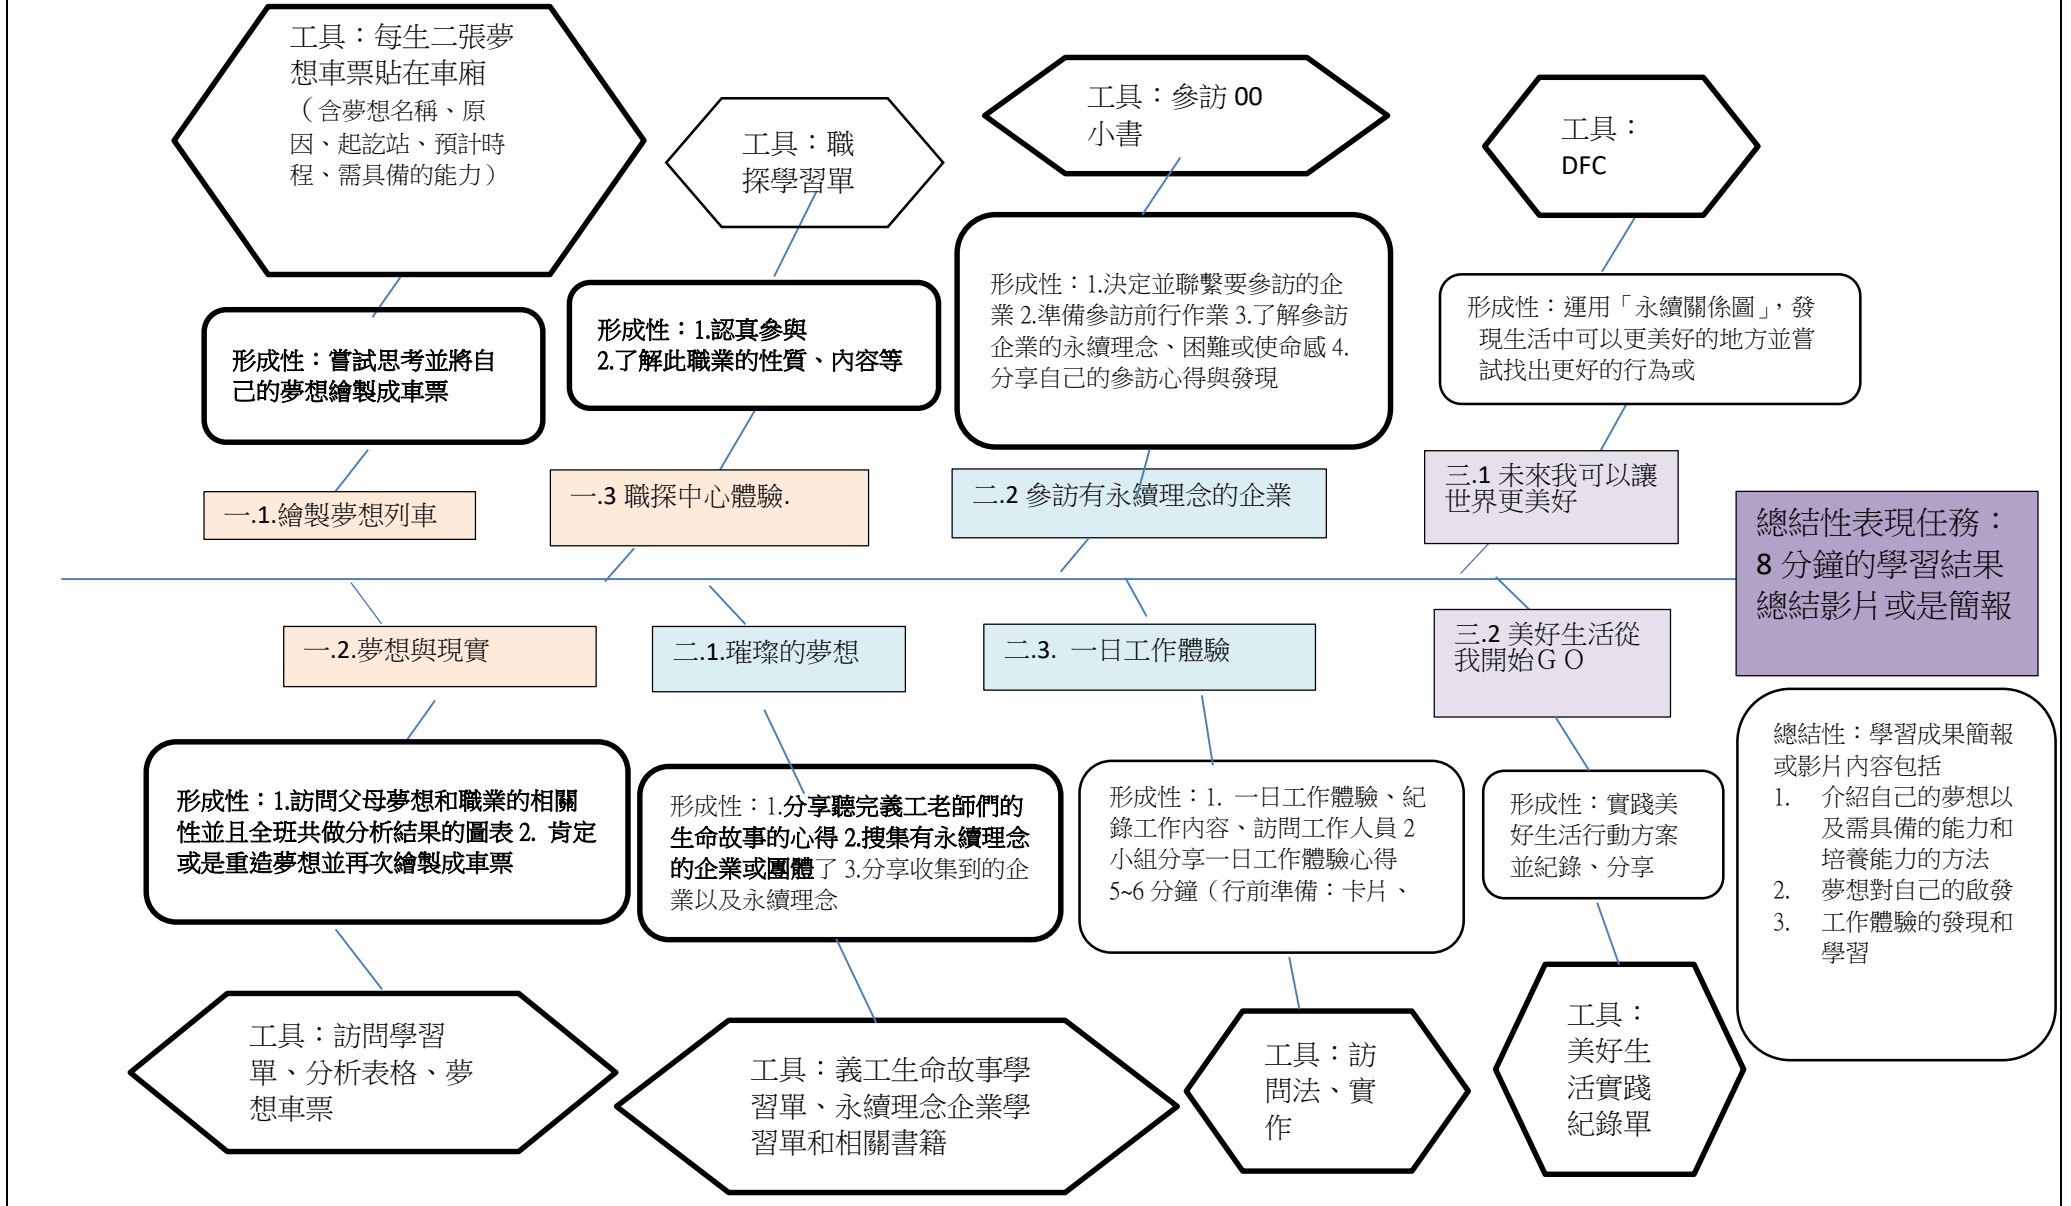 工具：每生二張夢
想車票貼在車廂
（含夢想名稱、原
因、起訖站、預計時
程、需具備的能力）
工具：職
探學習單
工具：參訪 00
小書
工具：
DFC
形成性：嘗試思考並將自
己的夢想繪製成車票
形成性：1.認真參與
2.了解此職業的性質、內容等
形成性：1.決定並聯繫要參訪的企
業 2.準備參訪前行作業 3.了解參訪
企業的永續理念、困難或使命感 4.
分享自己的參訪心得與發現
形成性：運用「永續關係圖」，發
現生活中可以更美好的地方並嘗
試找出更好的行為或
一.1.繪製夢想列車
一.3 職探中心體驗.
二.2 參訪有永續理念的企業
三.1 未來我可以讓
世界更美好
總結性表現任務：
8 分鐘的學習結果
總結影片或是簡報
一.2.夢想與現實
二.1.璀璨的夢想
二.3. 一日工作體驗
三.2 美好生活從
我開始ＧＯ
形成性：1.訪問父母夢想和職業的相關
性並且全班共做分析結果的圖表 2. 肯定
或是重造夢想並再次繪製成車票
形成性：1.分享聽完義工老師們的
生命故事的心得 2.搜集有永續理念
的企業或團體了 3.分享收集到的企
業以及永續理念
形成性：1. 一日工作體驗、紀
錄工作內容、訪問工作人員 2
小組分享一日工作體驗心得
5~6 分鐘（行前準備：卡片、
形成性：實踐美
好生活行動方案
並紀錄、分享
總結性：學習成果簡報
或影片內容包括
1. 介紹自己的夢想以
及需具備的能力和
培養能力的方法
2. 夢想對自己的啟發
3. 工作體驗的發現和
學習
工具：訪問學習
單、分析表格、夢
想車票
工具：義工生命故事學
習單、永續理念企業學
習單和相關書籍
工具：訪
問法、實
作
工具：
美好生
活實踐
紀錄單